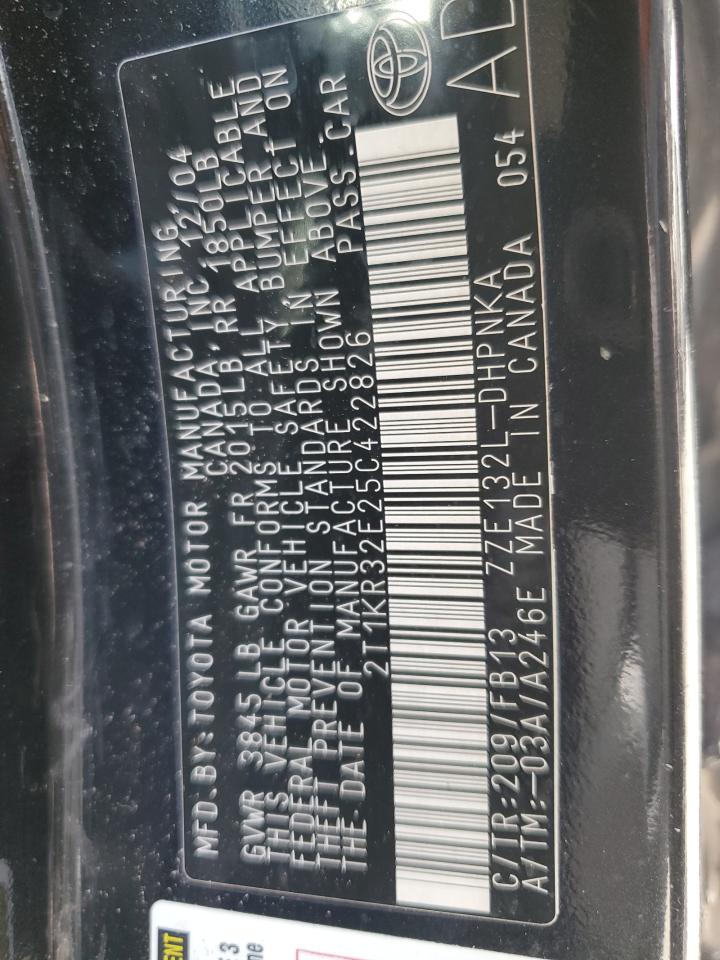 MFD.BY:TOYOTA MOTOR MANUFACTURING
CANADA,INC 12/04
GVWR 3845 LB GAWR FR 2015LB,RR 1850LB
THIS VEHICLE CONFORMS TO ALL APPLICABLE
FEDERAL MOTOR VEHICLE SAFETY BUMPER AND
THEFT PREVENTION STANDARDS IN EFFECT ON
THE DATE OF MANUFACTURE SHOWN ABOVE.
2T1KR32E25C422826 PASS.CAR
C/TR:209/FB13 ZZE132L-DHPNKA
A/TM:-03A/A246E MADE IN CANADA 054